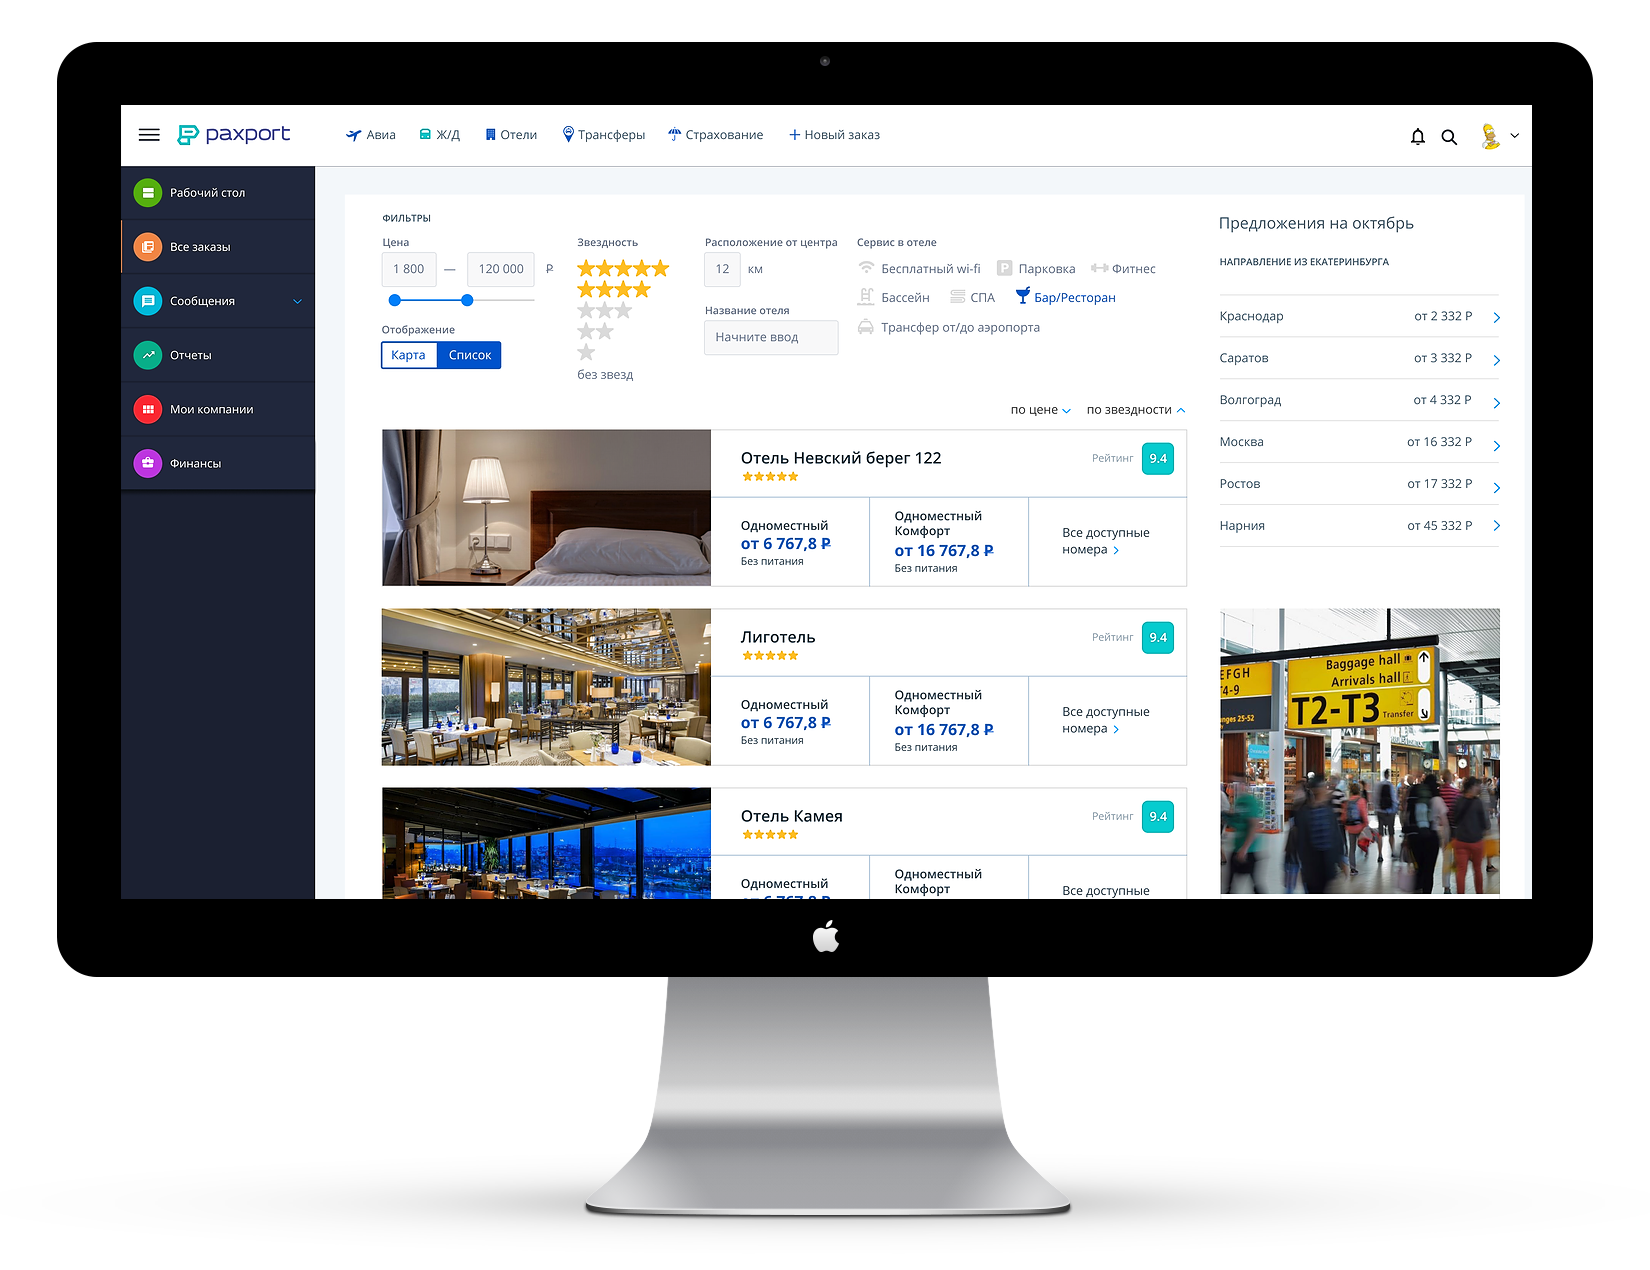 paxport
Авиа
Ж/Д
Отели
Трансферы
Страхование
Новый заказ
Рабочий стол
Все заказы
Сообщения
Отчеты
Мои компании
Финансы
ФИЛЬТРЫ
Цена
1 800 — 120 000 ₽
Отображение
Карта Список
Звездность
без звезд
Расположение от центра
12 км
Название отеля
Начните ввод
Сервис в отеле
Бесплатный wi-fi P Парковка Фитнес
Бассейн СПА Бар/Ресторан
Трансфер от/до аэропорта
по цене по звездности
Отель Невский берег 122
Рейтинг 9.4
Одноместный
от 6 767,8 ₽
Без питания
Одноместный
Комфорт
от 16 767,8 ₽
Без питания
Все доступные
номера
Лиготель
Рейтинг 9.4
Одноместный
от 6 767,8 ₽
Без питания
Одноместный
Комфорт
от 16 767,8 ₽
Без питания
Все доступные
номера
Отель Камея
Рейтинг 9.4
Одноместный
от 6 767,8 ₽
Одноместный
Комфорт
Все доступные
Предложения на октябрь
НАПРАВЛЕНИЕ ИЗ ЕКАТЕРИНБУРГА
Краснодар от 2 332 Р
Саратов от 3 332 Р
Волгоград от 4 332 Р
Москва от 16 332 Р
Ростов от 17 332 Р
Нарния от 45 332 Р
Baggage hall
Arrivals hall
T2-T3 Transfer
EFGH
T4-9
nges 25-52